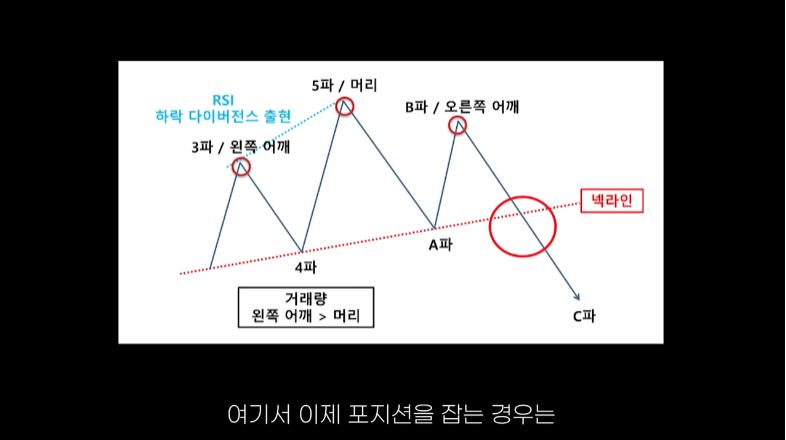 5파 / 머리
RSI
하락 다이버전스 출현
B파 / 오른쪽 어깨
3파 / 왼쪽 어깨
넥라인
A파
4파
거래량
왼쪽 어깨 > 머리
C파
여기서 이제 포지션을 잡는 경우는